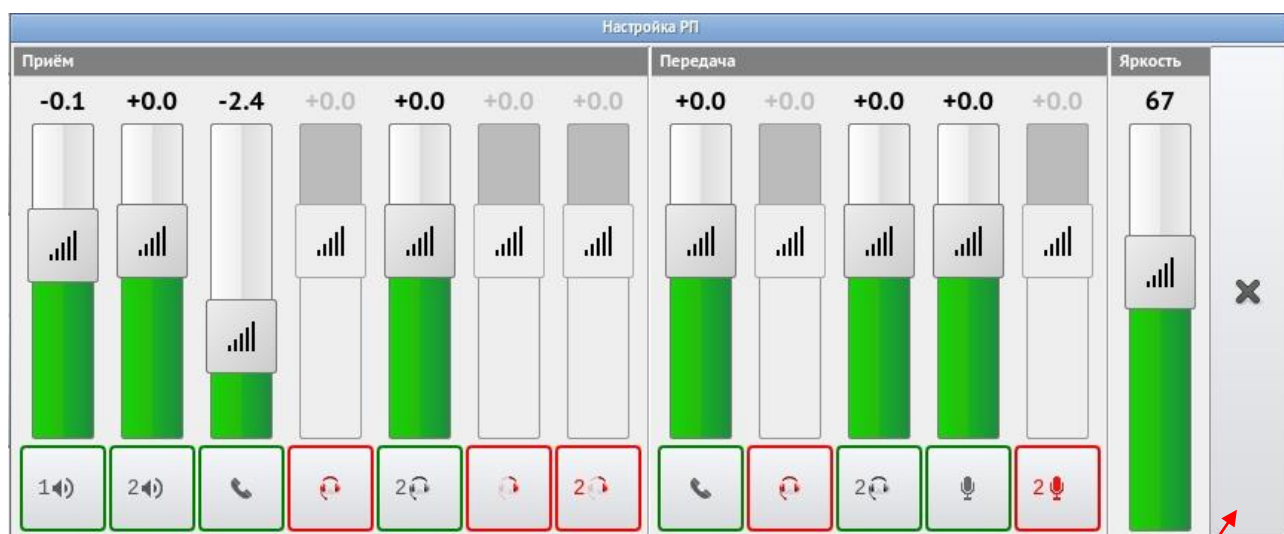 Настройка РП
Приём
Передача
Яркость
-0.1 +0.0 -2.4 +0.0 +0.0 +0.0 +0.0 +0.0 +0.0 +0.0 +0.0 +0.0 67
1 2 2 2 2 2